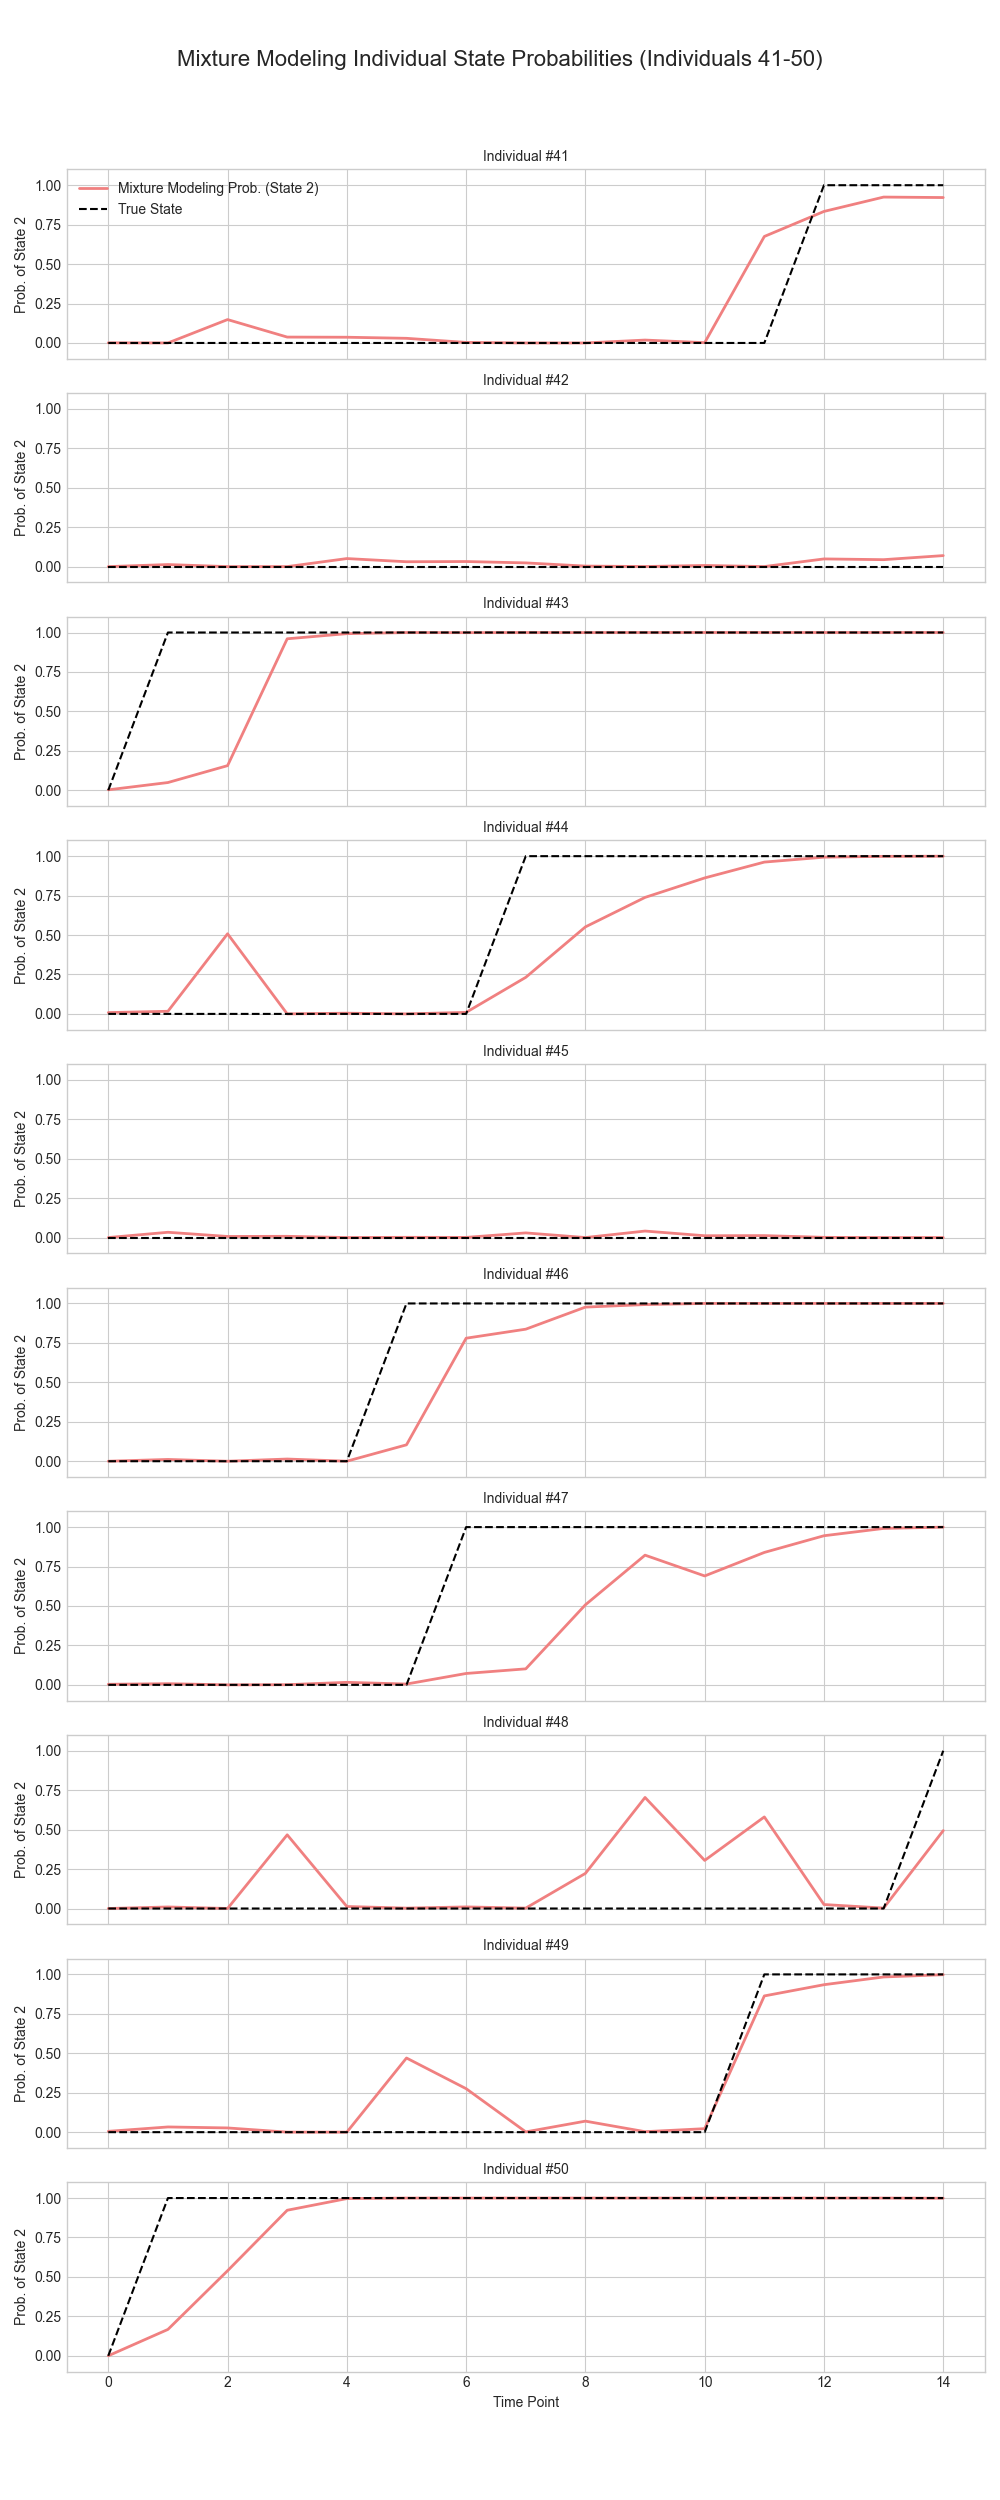 Mixture Modeling Individual State Probabilities (Individuals 41-50)
Individual #41
Mixture Modeling Prob. (State 2)
True State
Prob. of State 2
1.00
0.75
0.50
0.25
0.00
Individual #42
Prob. of State 2
1.00
0.75
0.50
0.25
0.00
Individual #43
Prob. of State 2
1.00
0.75
0.50
0.25
0.00
Individual #44
Prob. of State 2
1.00
0.75
0.50
0.25
0.00
Individual #45
Prob. of State 2
1.00
0.75
0.50
0.25
0.00
Individual #46
Prob. of State 2
1.00
0.75
0.50
0.25
0.00
Individual #47
Prob. of State 2
1.00
0.75
0.50
0.25
0.00
Individual #48
Prob. of State 2
1.00
0.75
0.50
0.25
0.00
Individual #49
Prob. of State 2
1.00
0.75
0.50
0.25
0.00
Individual #50
Prob. of State 2
1.00
0.75
0.50
0.25
0.00
0 2 4 6 8 10 12 14
Time Point